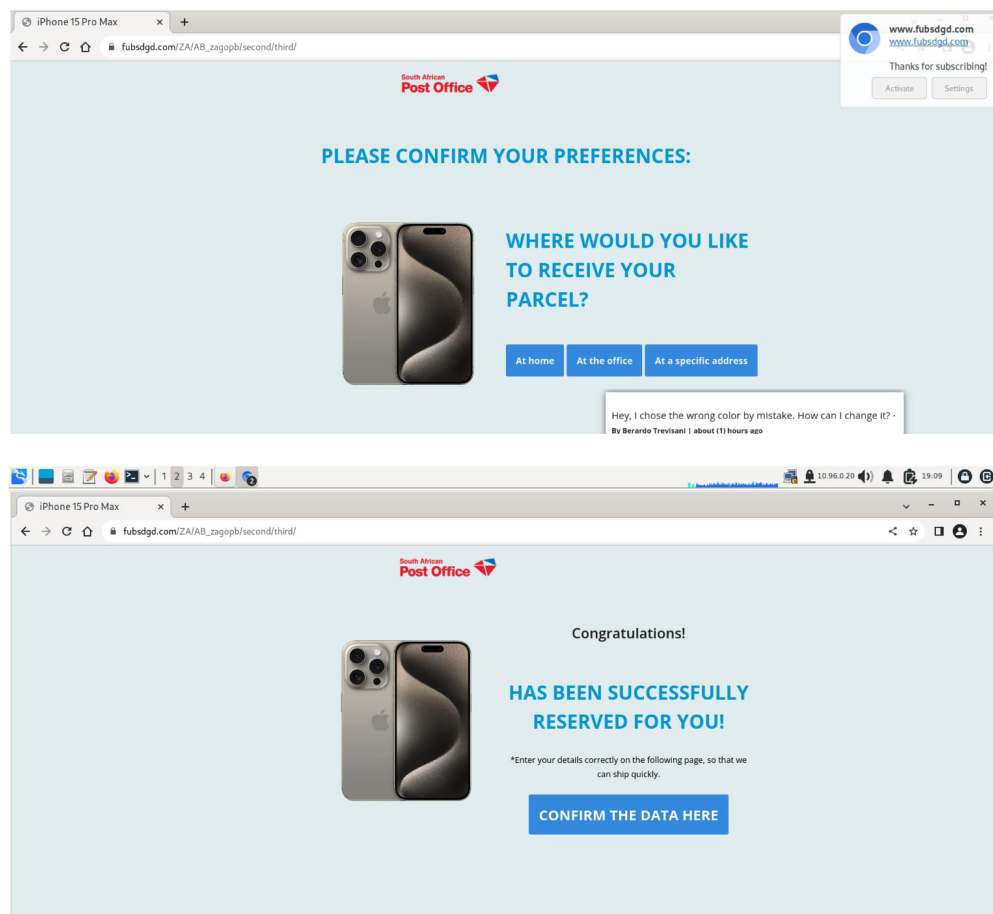 iPhone 15 Pro Max
www.fubsdgd.com
www.fubsdgd.com
Thanks for subscribing!
Activate Settings
fubsdgd.com/ZA/AB_zagopb/second/third/
South African
Post Office
PLEASE CONFIRM YOUR PREFERENCES:
WHERE WOULD YOU LIKE
TO RECEIVE YOUR
PARCEL?
At home At the office At a specific address
Hey, I chose the wrong color by mistake. How can I change it? ·
By Berardo Trevisani | about (1) hours ago
1 2 3 4 2 10.96.0.20 19:09
iPhone 15 Pro Max
fubsdgd.com/ZA/AB_zagopb/second/third/
South African
Post Office
Congratulations!
HAS BEEN SUCCESSFULLY
RESERVED FOR YOU!
*Enter your details correctly on the following page, so that we
can ship quickly.
CONFIRM THE DATA HERE